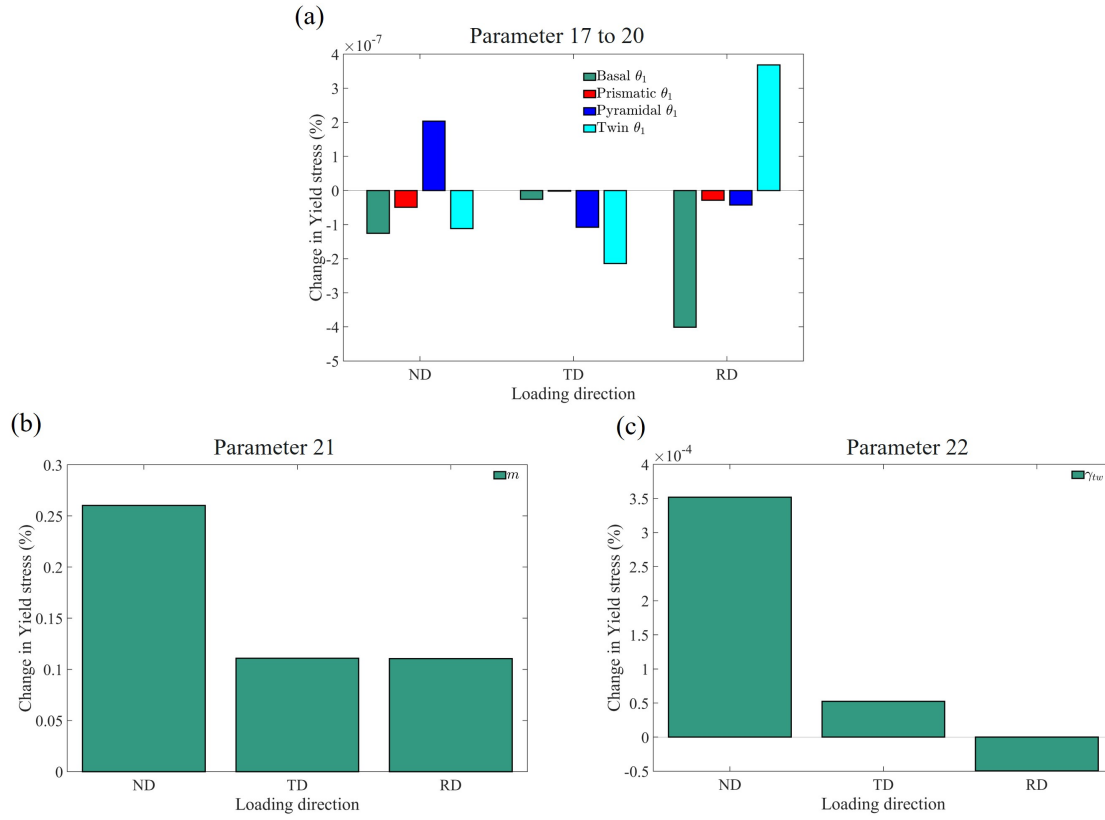 (a)
Parameter 17 to 20
×10⁻⁷
Change in Yield stress (%)
4
3
2
1
0
-1
-2
-3
-4
-5
Basal θ₁
Prismatic θ₁
Pyramidal θ₁
Twin θ₁
ND TD RD
Loading direction
(b)
Parameter 21
Change in Yield stress (%)
0.3
0.25
0.2
0.15
0.1
0.05
0
m
ND TD RD
Loading direction
(c)
Parameter 22
×10⁻⁴
Change in Yield stress (%)
4
3.5
3
2.5
2
1.5
1
0.5
0
-0.5
γtw
ND TD RD
Loading direction